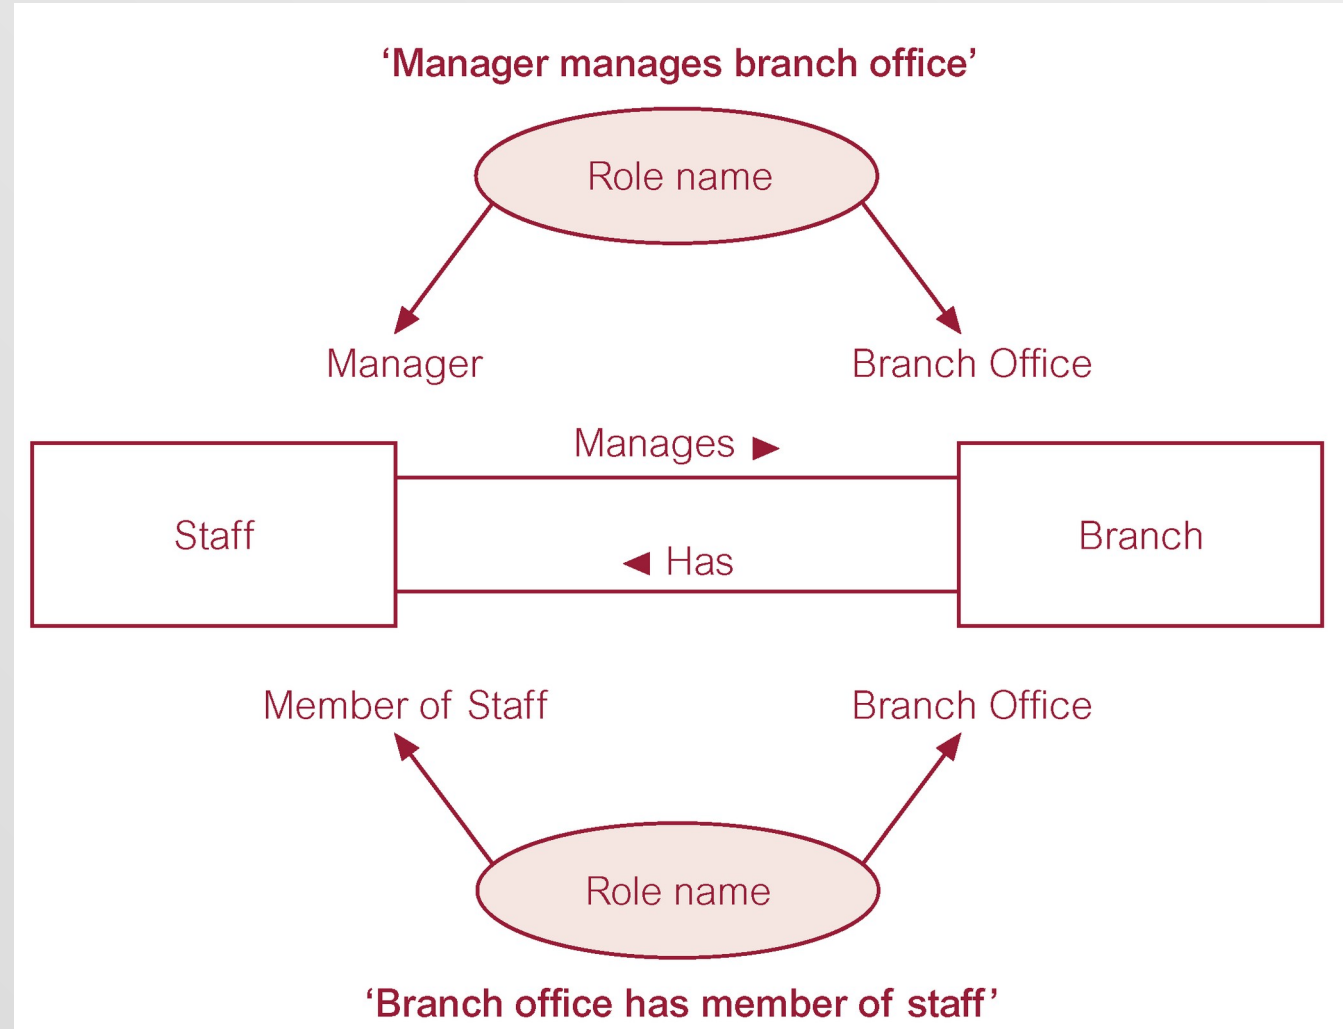 ‘Manager manages branch office’
Role name
Manager
Branch Office
Manages ►
Staff
Branch
◄ Has
Member of Staff
Branch Office
Role name
‘Branch office has member of staff’